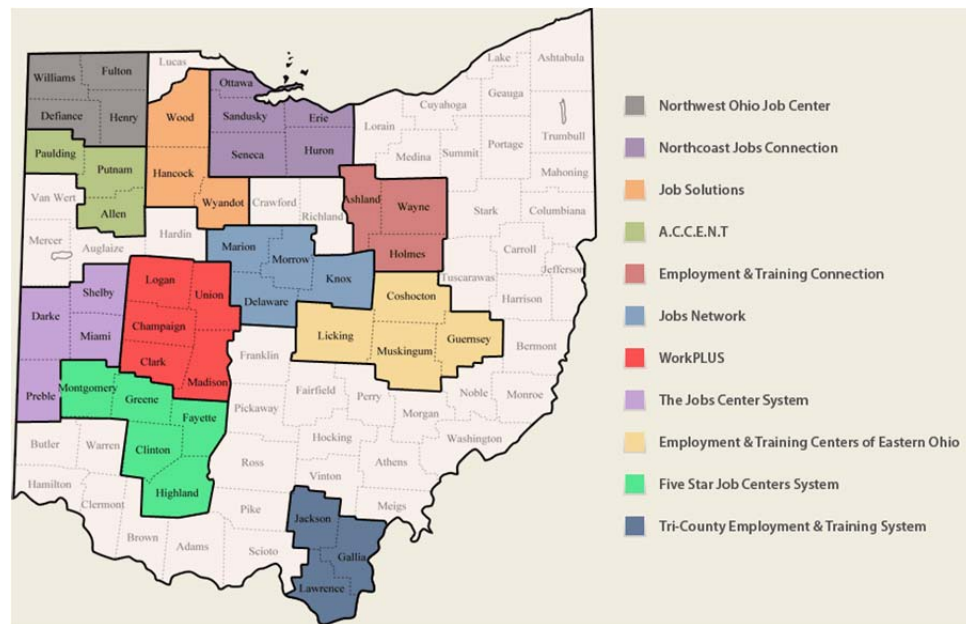 Lake
Ashtabula
Lucas
Fulton
Williams
Ottawa
Geauga
Cuyahoga
Defiance
Henry
Wood
Sandusky
Erie
Lorain
Trumbull
Portage
Summit
Medina
Paulding
Putnam
Seneca
Huron
Mahoning
Hancock
Van Wert
Wyandot
Crawford
Richland
Ashland
Wayne
Stark
Columbiana
Allen
Hardin
Mercer
Auglaize
Marion
Morrow
Holmes
Carroll
Tuscarawas
Jefferson
Logan
Union
Knox
Coshocton
Harrison
Shelby
Darke
Delaware
Champaign
Licking
Guernsey
Miami
Muskingum
Bermont
Clark
Franklin
Madison
Preble
Montgomery
Greene
Fairfield
Perry
Noble
Monroe
Pickaway
Morgan
Fayette
Butler
Warren
Clinton
Hocking
Washington
Ross
Athens
Vinton
Hamilton
Clermont
Highland
Pike
Jackson
Meigs
Brown
Adams
Scioto
Gallia
Lawrence
Northwest Ohio Job Center
Northcoast Jobs Connection
Job Solutions
A.C.C.E.N.T
Employment & Training Connection
Jobs Network
WorkPLUS
The Jobs Center System
Employment & Training Centers of Eastern Ohio
Five Star Job Centers System
Tri-County Employment & Training System